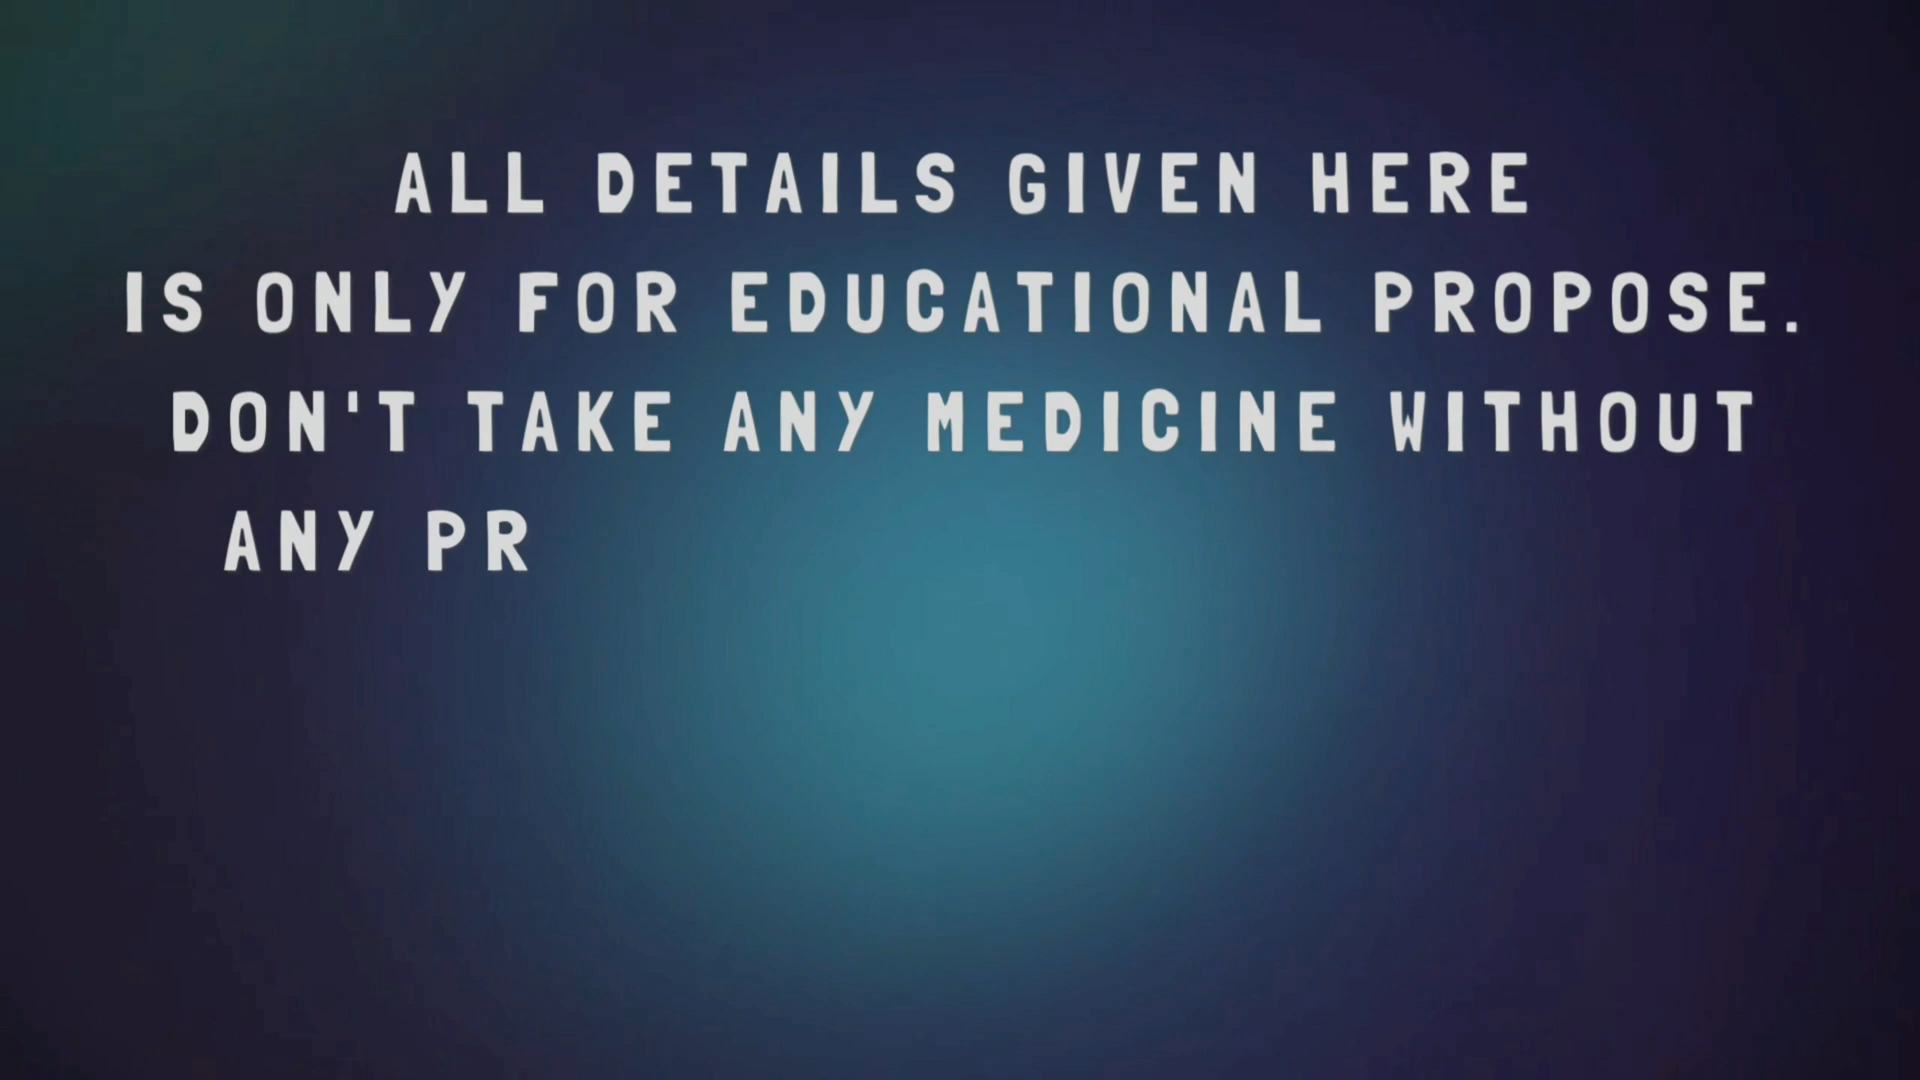 ALL DETAILS GIVEN HERE
IS ONLY FOR EDUCATIONAL PROPOSE.
DON'T TAKE ANY MEDICINE WITHOUT
ANY PR